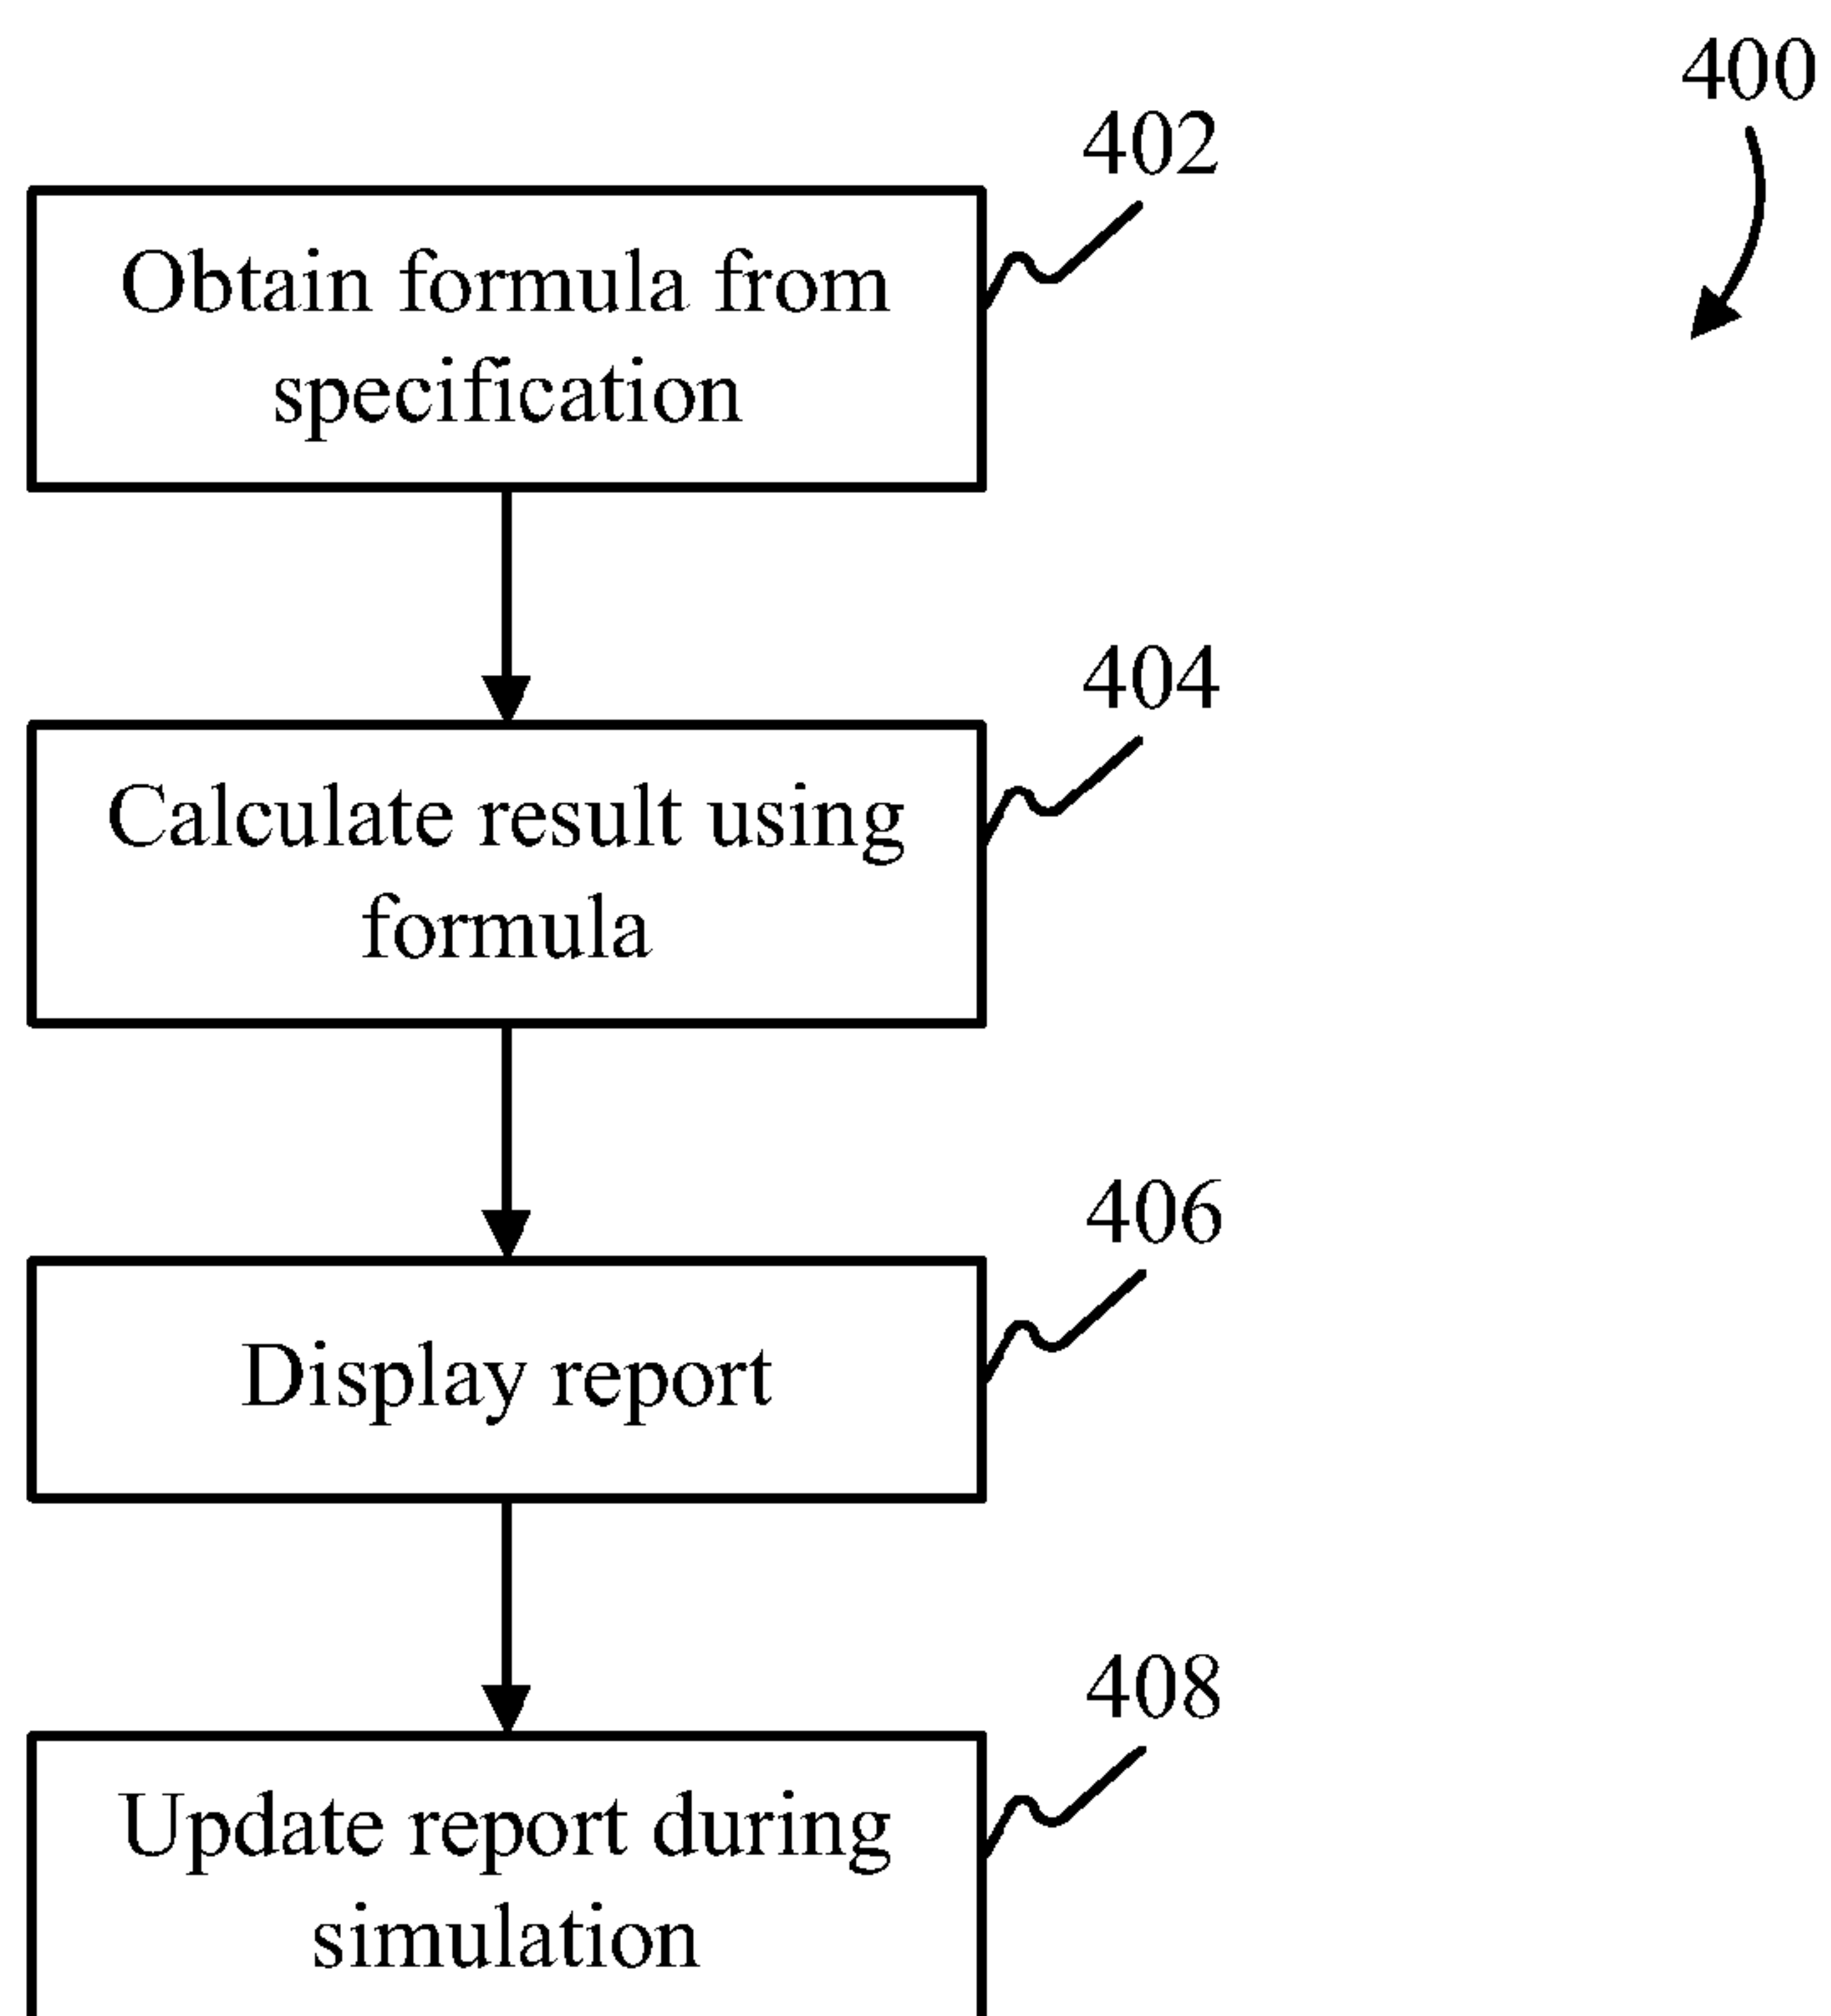 400
402
Obtain formula from
specification
404
Calculate result using
formula
406
Display report
408
Update report during
simulation